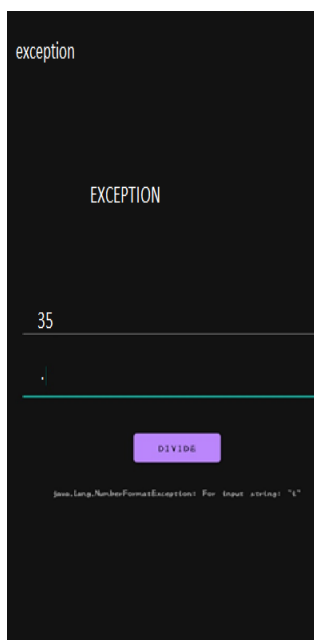 exception
EXCEPTION
35
.
DIVIDE
java.lang.NumberFormatException: For input string: "